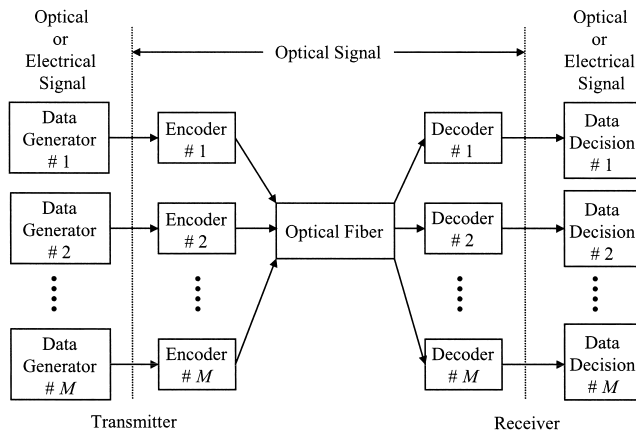 Optical
or
Electrical
Signal
Optical Signal
Optical
or
Electrical
Signal
Data
Generator
# 1
Encoder
# 1
Decoder
# 1
Data
Decision
# 1
Data
Generator
# 2
Encoder
# 2
Optical Fiber
Decoder
# 2
Data
Decision
# 2
Data
Generator
# M
Encoder
# M
Decoder
# M
Data
Decision
# M
Transmitter
Receiver